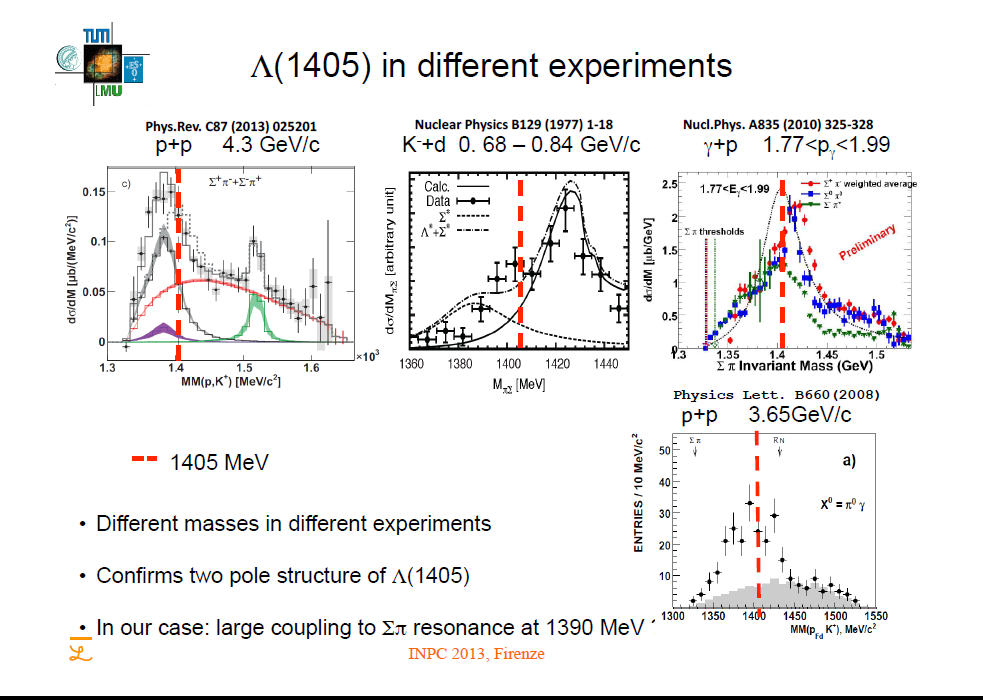 TUM
LMU
Λ(1405) in different experiments
Phys.Rev. C87 (2013) 025201
p+p 4.3 GeV/c
Nuclear Physics B129 (1977) 1-18
K⁻+d 0. 68 – 0.84 GeV/c
Nucl.Phys. A835 (2010) 325-328
γ+p 1.77<pγ<1.99
c)
Σ⁺π⁻+Σ⁻π⁺
dσ/dM [μb/(MeV/c²)]
0.15
0.1
0.05
0
1.3 1.4 1.5 1.6
×10³
MM(p,K⁺) [MeV/c²]
Calc.
Data
Σ*
Λ*+Σ*
dσ/dMπΣ [arbitrary unit]
1360 1380 1400 1420 1440
MπΣ [MeV]
1.77<Eγ<1.99
Σ⁺ π⁻ weighted average
Σ⁰ π⁰
Σ⁻ π⁺
Σ π thresholds
Preliminary
dσ/dM [μb/GeV]
2.5
2
1.5
1
0.5
0
1.3 1.35 1.4 1.45 1.5
Σ π Invariant Mass (GeV)
Physics Lett. B660(2008)
p+p 3.65GeV/c
Σπ
a)
X⁰ = π⁰ γ
ENTRIES / 10 MeV/c²
50
40
30
20
10
1300 1350 1400 1450 1500 1550
MM(pFd K⁺), MeV/c²
1405 MeV
• Different masses in different experiments
• Confirms two pole structure of Λ(1405)
• In our case: large coupling to Σπ resonance at 1390 MeV
INPC 2013, Firenze